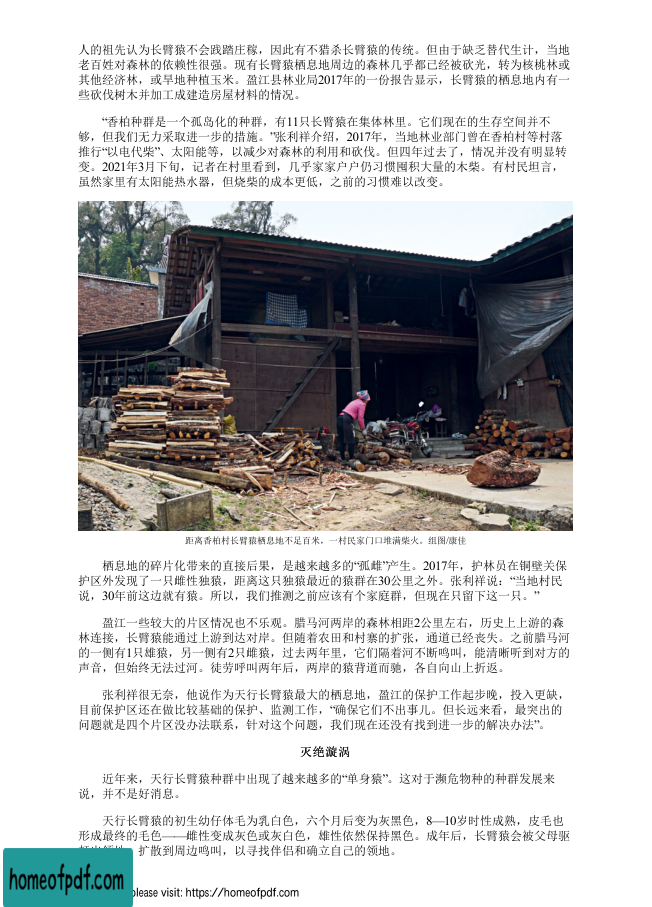 人的祖先认为长臂猿不会践踏庄稼，因此有不猎杀长臂猿的传统。但由于缺乏替代生计，当地
老百姓对森林的依赖性很强。现有长臂猿栖息地周边的森林几乎都已经被砍光，转为核桃林或
其他经济林，或旱地种植玉米。盈江县林业局2017年的一份报告显示，长臂猿的栖息地内有一
些砍伐树木并加工成建造房屋材料的情况。
“香柏种群是一个孤岛化的种群，有11只长臂猿在集体林里。它们现在的生存空间并不
够，但我们无力采取进一步的措施。”张利祥介绍，2017年，当地林业部门曾在香柏村等村落
推行“以电代柴”、太阳能等，以减少对森林的利用和砍伐。但四年过去了，情况并没有明显转
变。2021年3月下旬，记者在村里看到，几乎家家户户仍习惯囤积大量的木柴。有村民坦言，
虽然家里有太阳能热水器，但烧柴的成本更低，之前的习惯难以改变。
距离香柏村长臂猿栖息地不足百米，一村民家门口堆满柴火。组图/康佳
栖息地的碎片化带来的直接后果，是越来越多的“孤雌”产生。2017年，护林员在铜壁关保
护区外发现了一只雌性独猿，距离这只独猿最近的猿群在30公里之外。张利祥说：“当地村民
说，30年前这边就有猿。所以，我们推测之前应该有个家庭群，但现在只留下这一只。”
盈江一些较大的片区情况也不乐观。腊马河两岸的森林相距2公里左右，历史上上游的森
林连接，长臂猿能通过上游到达对岸。但随着农田和村寨的扩张，通道已经丧失。之前腊马河
的一侧有1只雄猿，另一侧有2只雌猿，过去两年里，它们隔着河不断鸣叫，能清晰听到对方的
声音，但始终无法过河。徒劳呼叫两年后，两岸的猿背道而驰，各自向山上折返。
张利祥很无奈，他说作为天行长臂猿最大的栖息地，盈江的保护工作起步晚，投入更缺，
目前保护区还在做比较基础的保护、监测工作，“确保它们不出事儿。但长远来看，最突出的
问题就是四个片区没办法联系，针对这个问题，我们现在还没有找到进一步的解决办法”。
灭绝漩涡
近年来，天行长臂猿种群中出现了越来越多的“单身猿”。这对于濒危物种的种群发展来
说，并不是好消息。
天行长臂猿的初生幼仔体毛为乳白色，六个月后变为灰黑色，8—10岁时性成熟，皮毛也
形成最终的毛色——雌性变成灰色或灰白色，雄性依然保持黑色。成年后，长臂猿会被父母驱
扩散到周边鸣叫，以寻找伴侣和确立自己的领地。
homeofpdf.com
please visit: https://homeofpdf.com